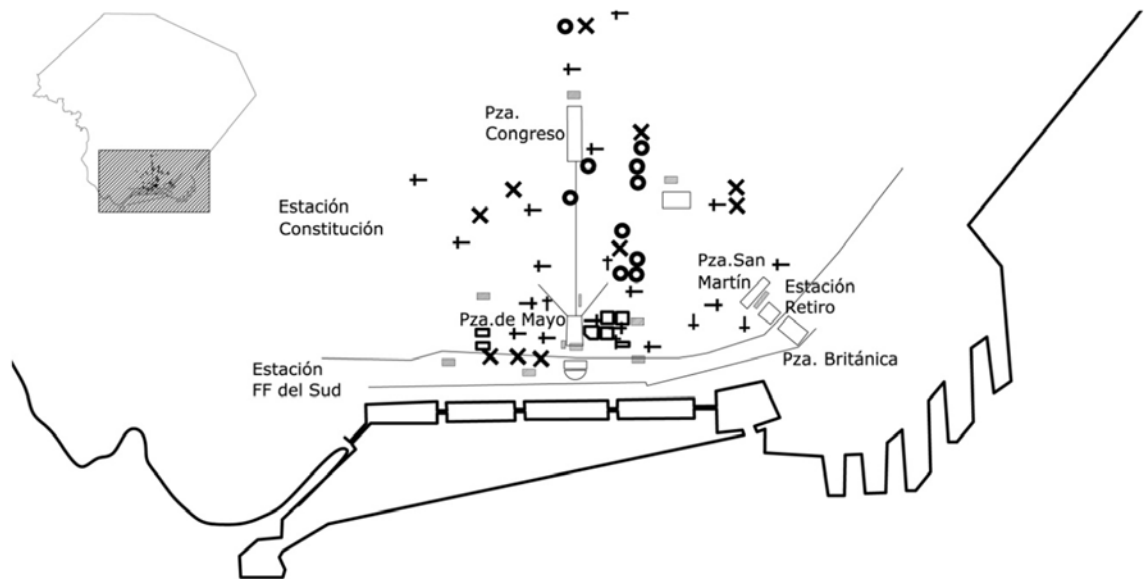 Pza.
Congreso
Estación
Constitución
Pza.San
Martín
Estación
Retiro
Pza.de Mayo
Pza. Británica
Estación
FF del Sud